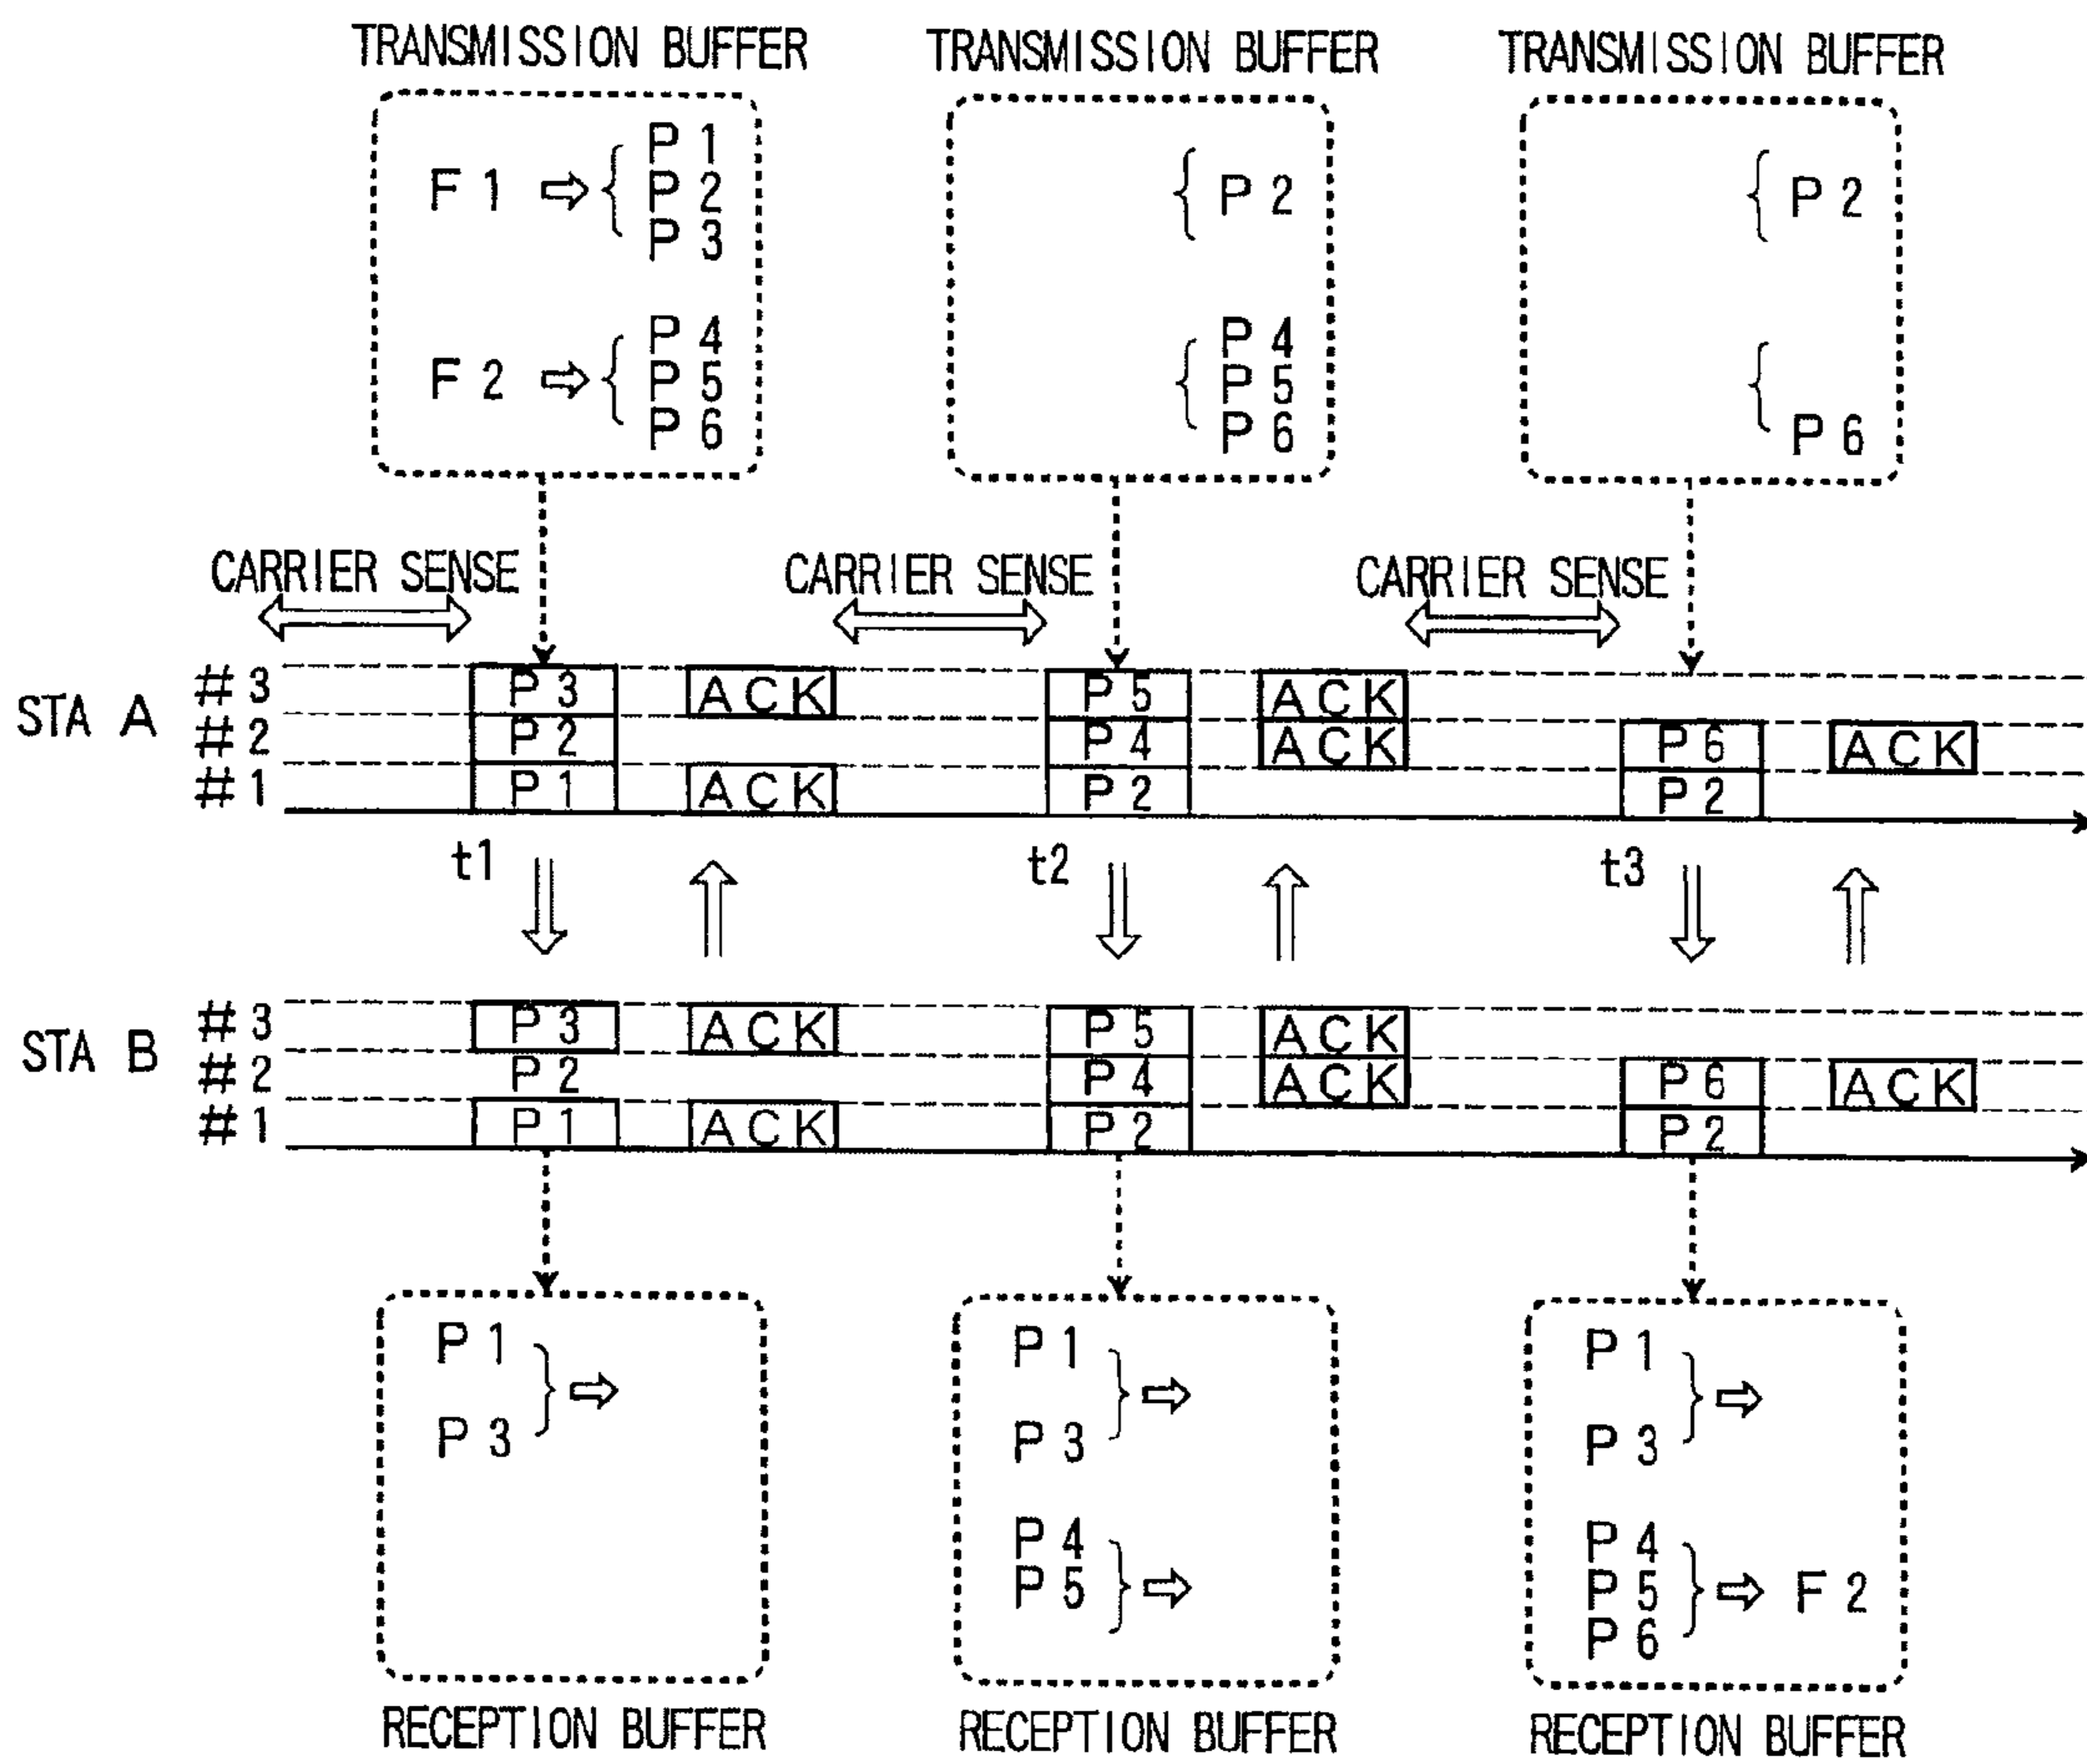 TRANSMISSION BUFFER TRANSMISSION BUFFER TRANSMISSION BUFFER
P1
F1 ⇨ { P2 { P2 { P2
P3
P4 P4
F2 ⇨ { P5 { P5 {
P6 P6 P6
CARRIER SENSE CARRIER SENSE CARRIER SENSE
#3 P3 ACK P5 ACK
STA A #2 P2 P4 ACK P6 ACK
#1 P1 ACK P2 P2
t1 t2 t3
#3 P3 ACK P5 ACK
STA B #2 P2 P4 ACK P6 ACK
#1 P1 ACK P2 P2
P1 P1 P1
} ⇨ } ⇨ } ⇨
P3 P3 P3
P4 P4
P5 } ⇨ P5 } ⇨ F2
P6
RECEPTION BUFFER RECEPTION BUFFER RECEPTION BUFFER